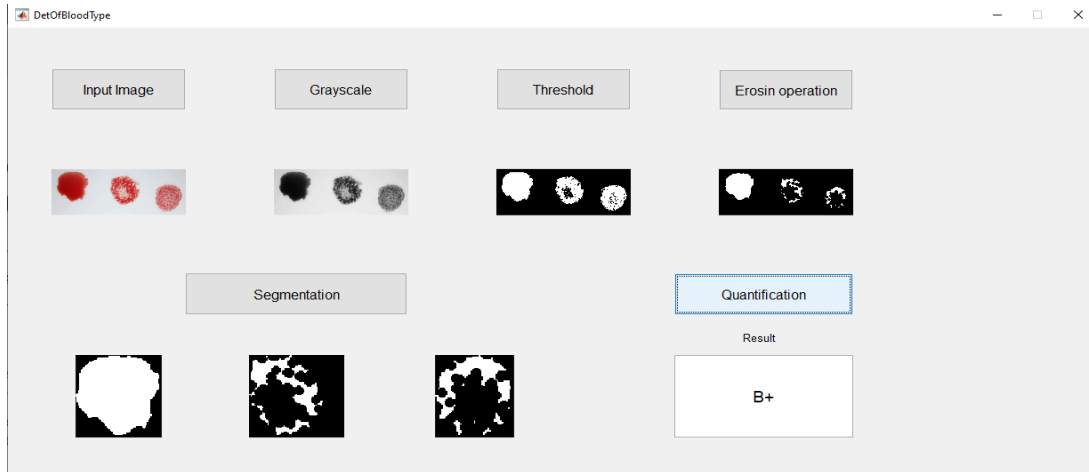 DetOfBloodType
Input Image
Grayscale
Threshold
Erosin operation
Segmentation
Quantification
Result
B+